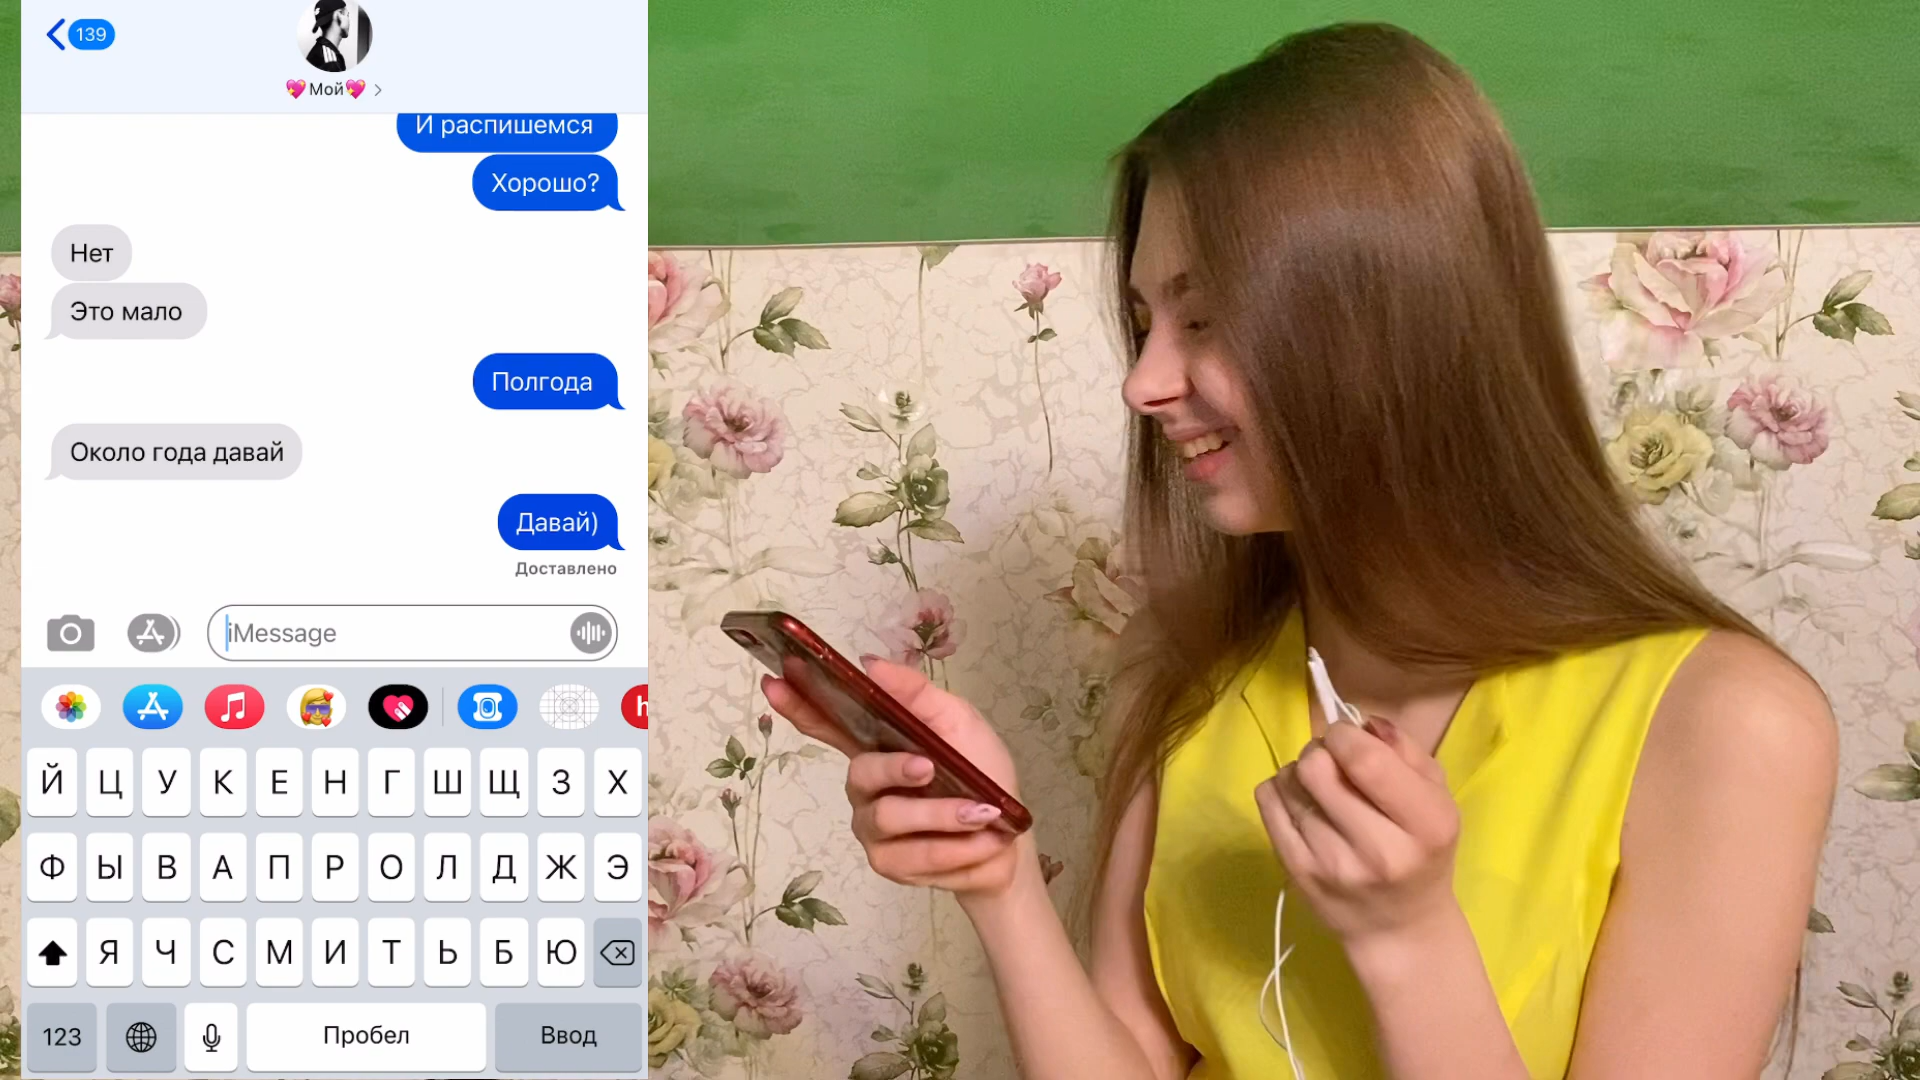 139
💖Мой💖
И распишемся
Хорошо?
Нет
Это мало
Полгода
Около года давай
Давай)
Доставлено
iMessage
h
Й Ц У К Е Н Г Ш Щ З Х
Ф Ы В А П Р О Л Д Ж Э
Я Ч С М И Т Ь Б Ю
123 Пробел Ввод